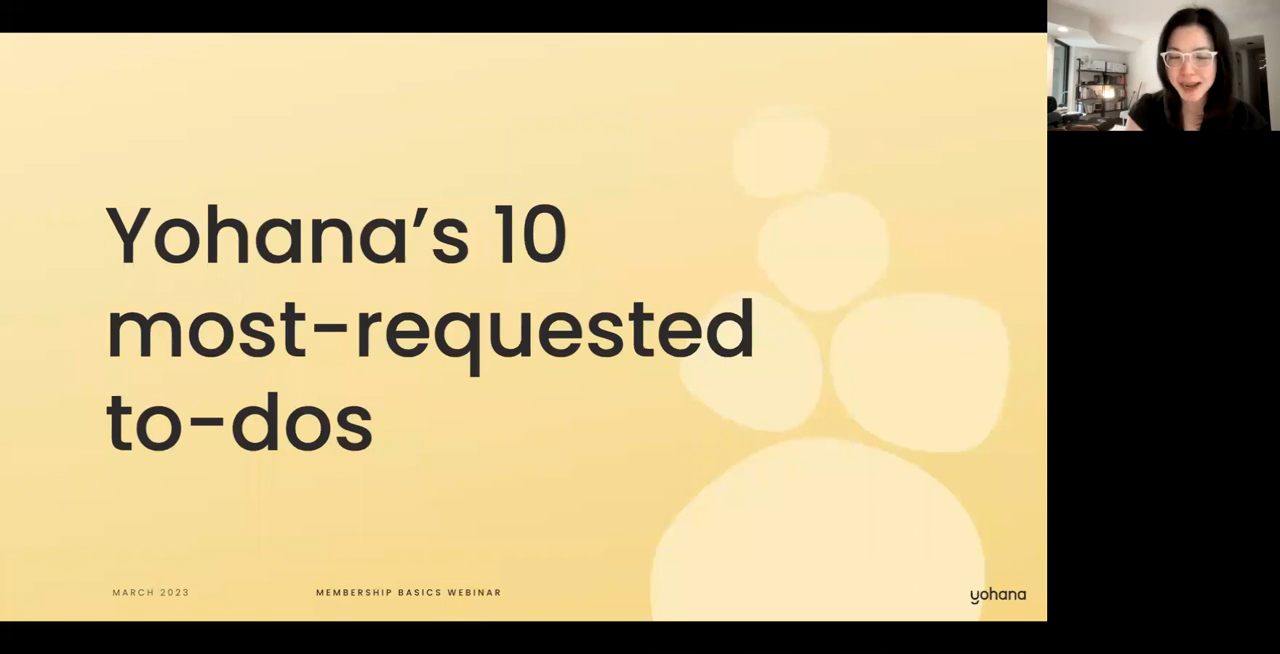 Yohana’s 10
most-requested
to-dos
MARCH 2023
MEMBERSHIP BASICS WEBINAR
yohana